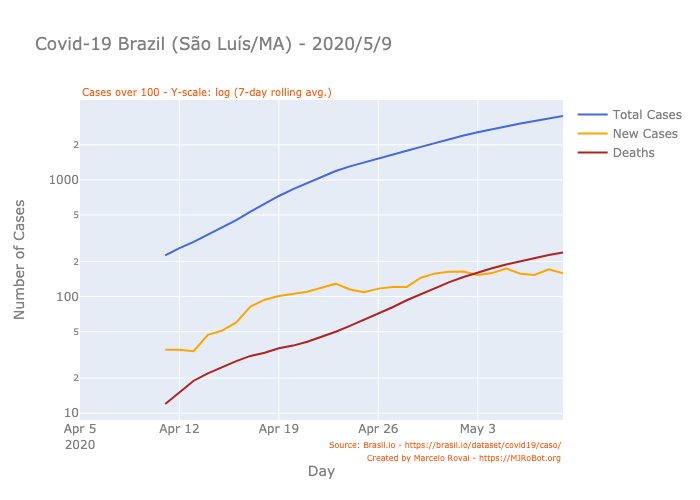 Covid-19 Brazil (São Luís/MA) - 2020/5/9
Cases over 100 - Y-scale: log (7-day rolling avg.)
Total Cases
New Cases
Deaths
Number of Cases
2
1000
5
2
100
5
2
10
Apr 5
2020
Apr 12
Apr 19
Apr 26
May 3
Source: Brasil.io - https://brasil.io/dataset/covid19/caso/
Created by Marcelo Rovai - https://MJRoBot.org
Day